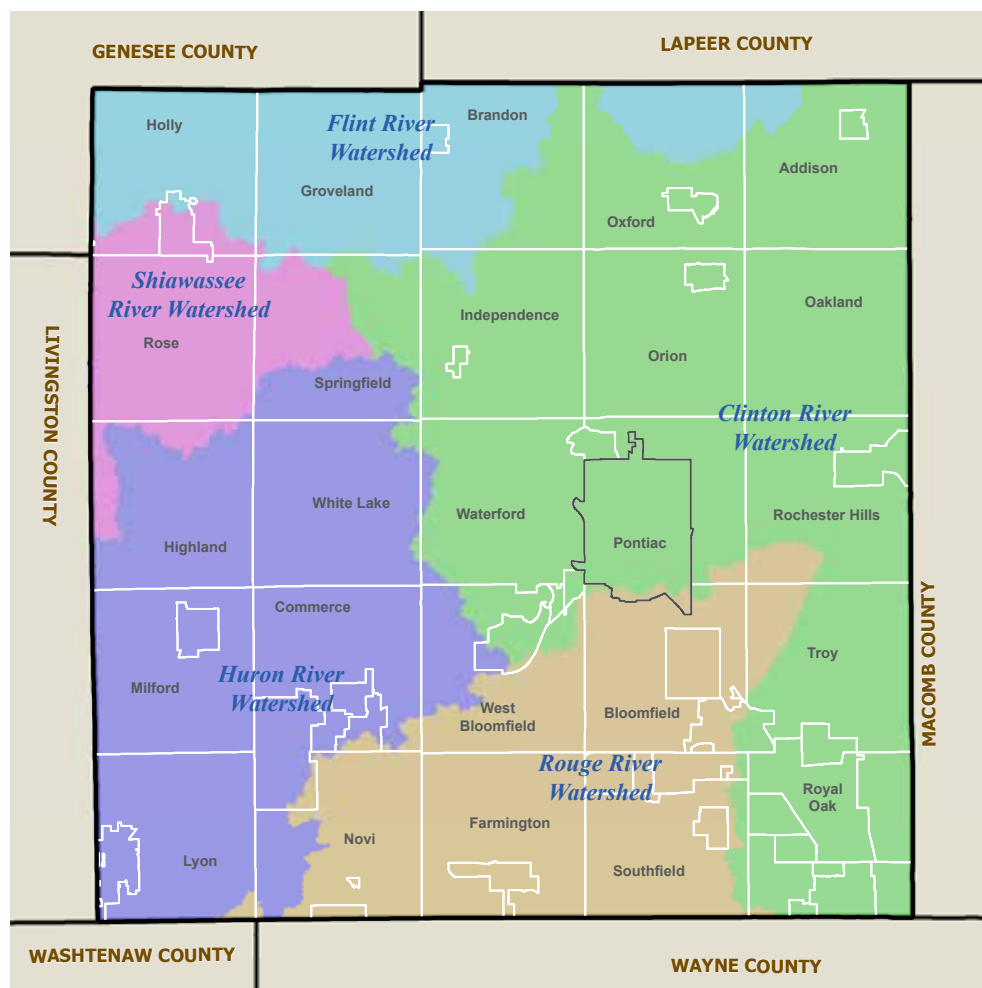 GENESEE COUNTY
LAPEER COUNTY
Holly
Flint River
Watershed
Brandon
Groveland
Addison
Oxford
Shiawassee
River Watershed
Rose
Independence
Oakland
Orion
Springfield
LIVINGSTON COUNTY
Clinton River
Watershed
White Lake
Waterford
Rochester Hills
Highland
Pontiac
Commerce
MACOMB COUNTY
Troy
Huron River
Watershed
Milford
West
Bloomfield
Bloomfield
Rouge River
Watershed
Royal
Oak
Farmington
Novi
Lyon
Southfield
WASHTENAW COUNTY
WAYNE COUNTY